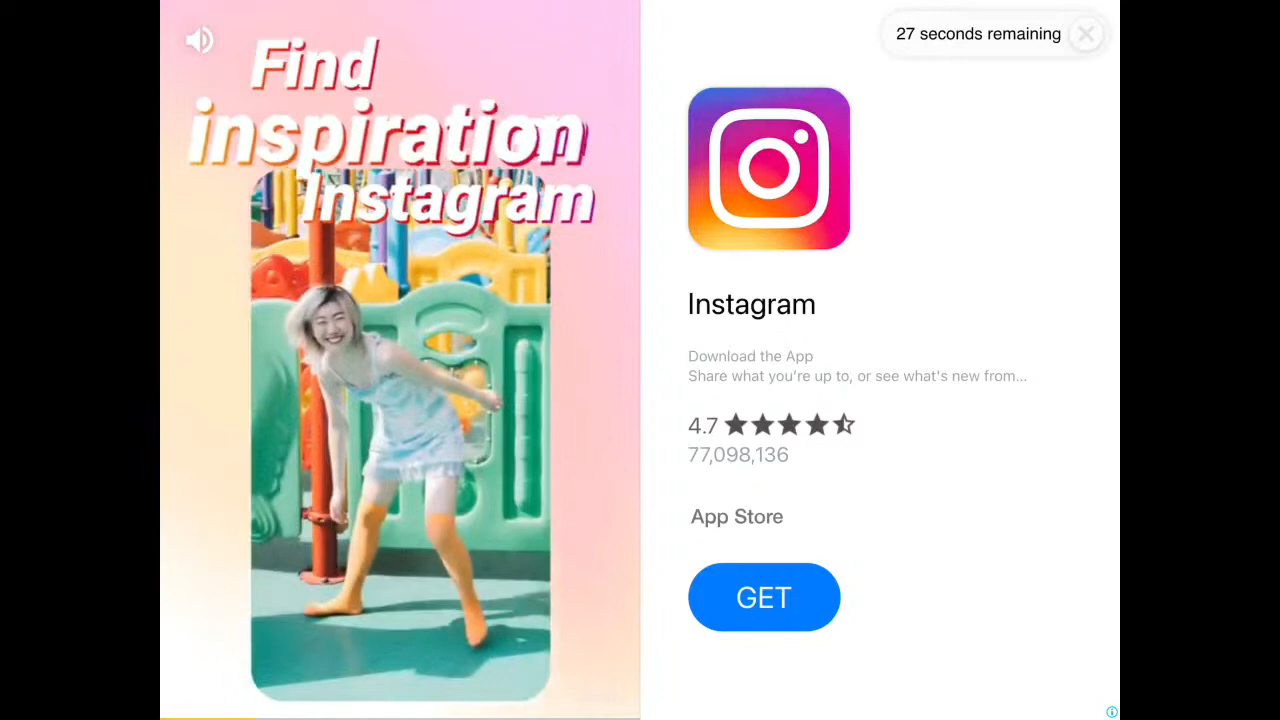 Find
inspiration
Instagram
27 seconds remaining
Instagram
Download the App
Share what you're up to, or see what's new from...
4.7
77,098,136
App Store
GET